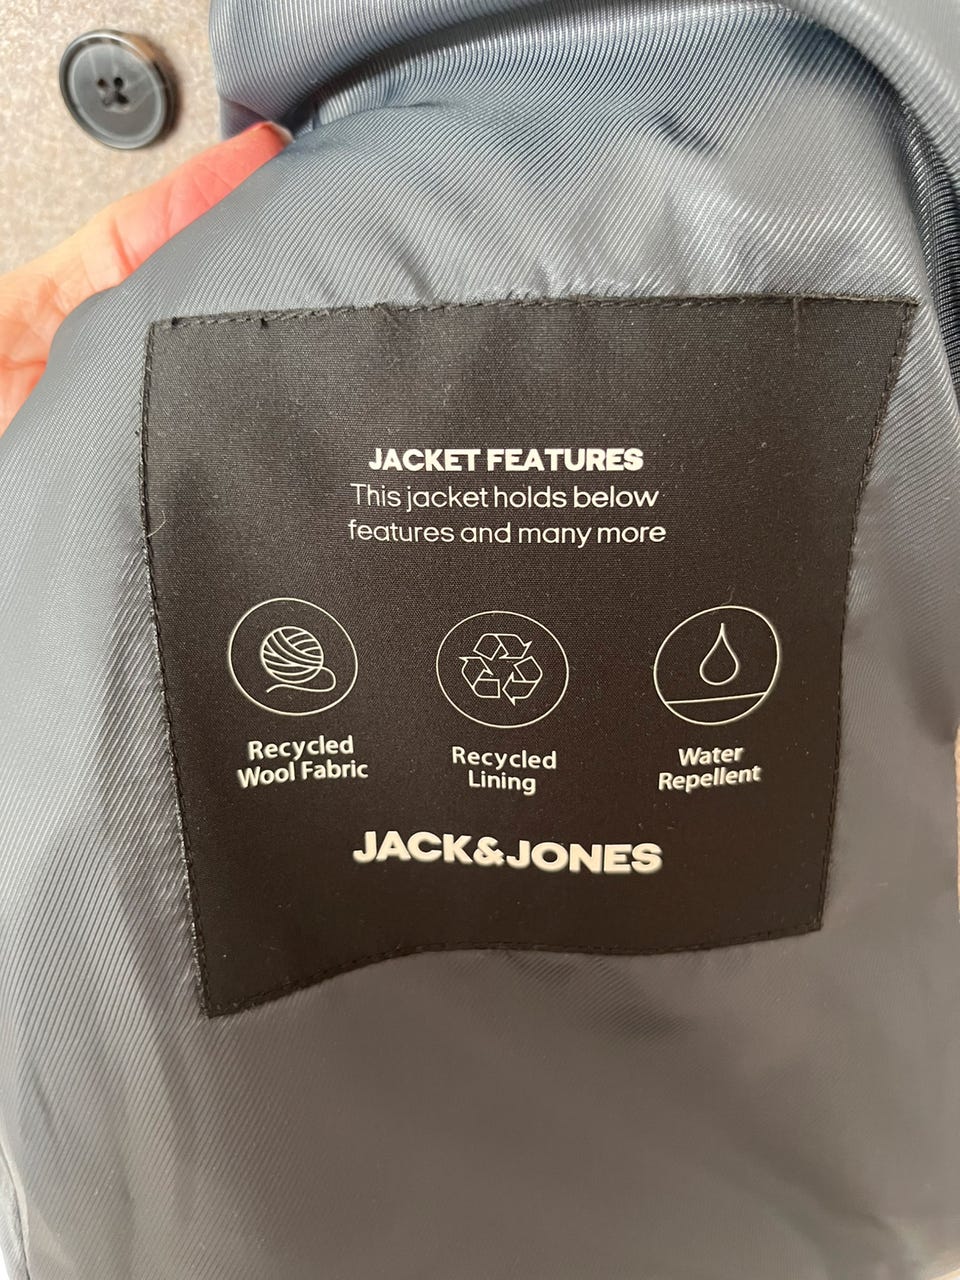 JACKET FEATURES
This jacket holds below
features and many more
Recycled
Wool Fabric
Recycled
Lining
Water
Repellent
JACK&JONES